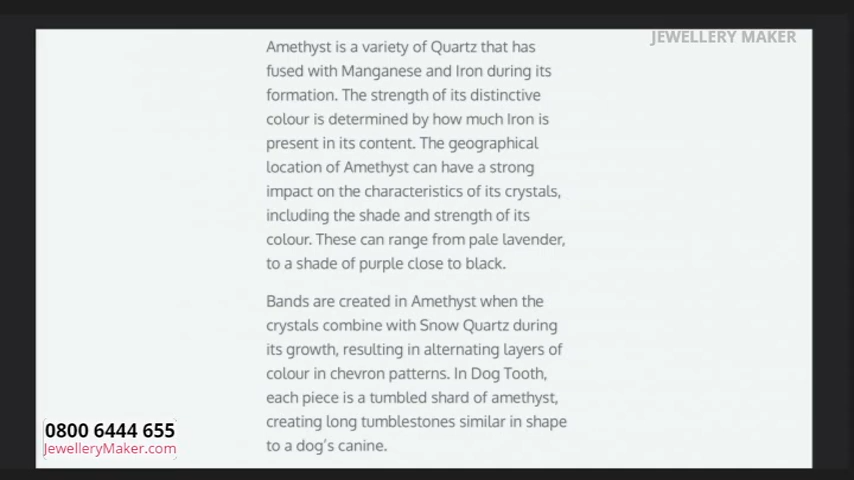 JEWELLERY MAKER
Amethyst is a variety of Quartz that has
fused with Manganese and Iron during its
formation. The strength of its distinctive
colour is determined by how much Iron is
present in its content. The geographical
location of Amethyst can have a strong
impact on the characteristics of its crystals,
including the shade and strength of its
colour. These can range from pale lavender,
to a shade of purple close to black.
Bands are created in Amethyst when the
crystals combine with Snow Quartz during
its growth, resulting in alternating layers of
colour in chevron patterns. In Dog Tooth,
each piece is a tumbled shard of amethyst,
creating long tumblestones similar in shape
to a dog's canine.
0800 6444 655
JewelleryMaker.com